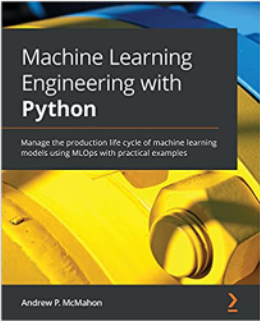 Machine Learning
Engineering with
Python
Manage the production life cycle of machine learning
models using MLOps with practical examples
Andrew P. McMahon